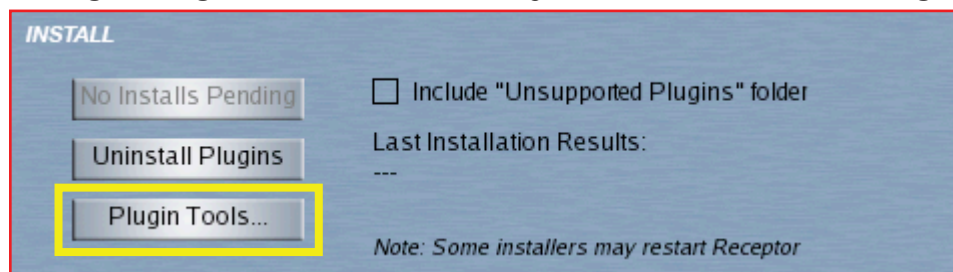 INSTALL
No Installs Pending
Include "Unsupported Plugins" folder
Uninstall Plugins
Last Installation Results:
---
Plugin Tools...
Note: Some installers may restart Receptor